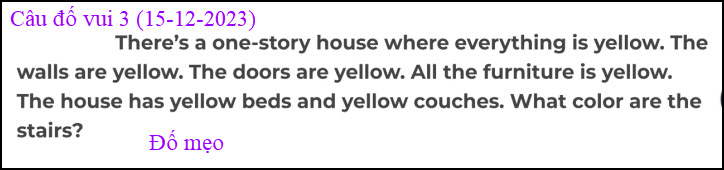 Câu đố vui 3 (15-12-2023)
There's a one-story house where everything is yellow. The
walls are yellow. The doors are yellow. All the furniture is yellow.
The house has yellow beds and yellow couches. What color are the
stairs?
Đố mẹo